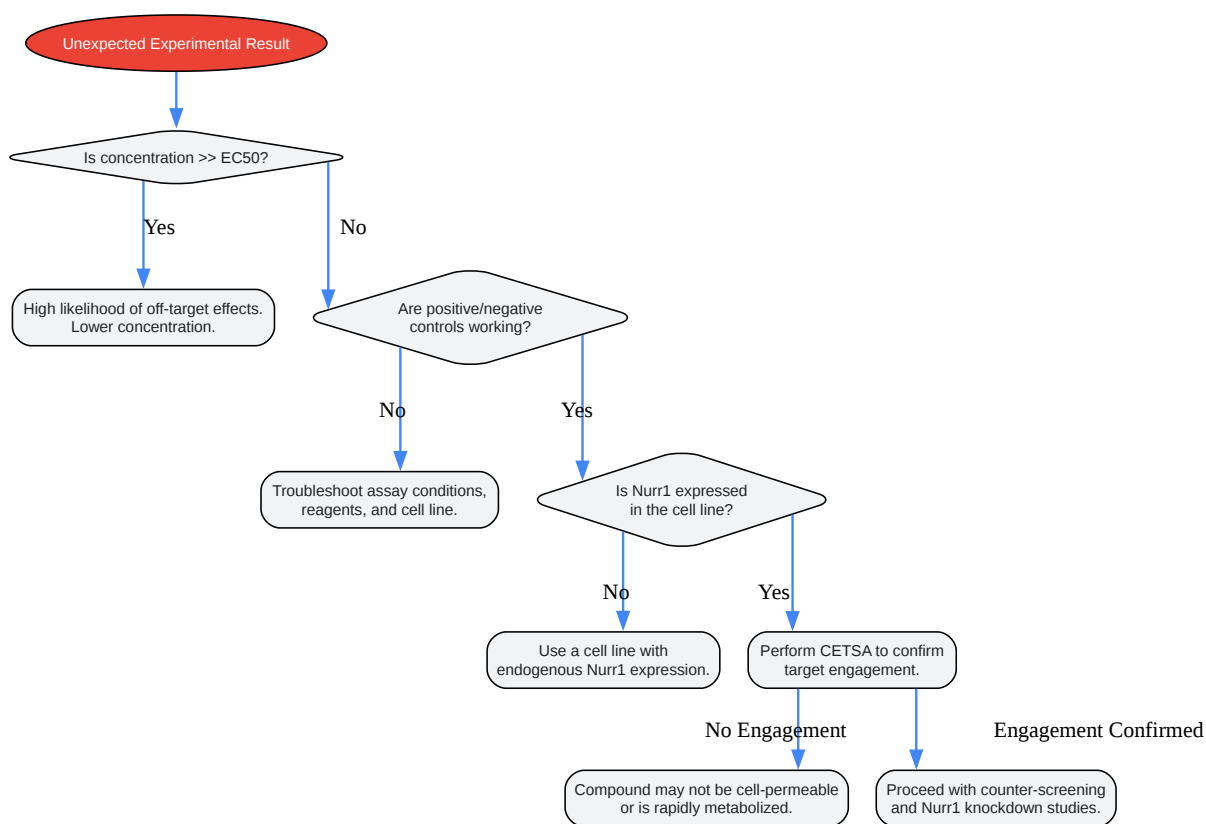 Unexpected Experimental Result
Is concentration >> EC50?
Yes
No
High likelihood of off-target effects.
Lower concentration.
Are positive/negative
controls working?
No
Yes
Troubleshoot assay conditions,
reagents, and cell line.
Is Nurr1 expressed
in the cell line?
No
Yes
Use a cell line with
endogenous Nurr1 expression.
Perform CETSA to confirm
target engagement.
No Engagement
Engagement Confirmed
Compound may not be cell-permeable
or is rapidly metabolized.
Proceed with counter-screening
and Nurr1 knockdown studies.